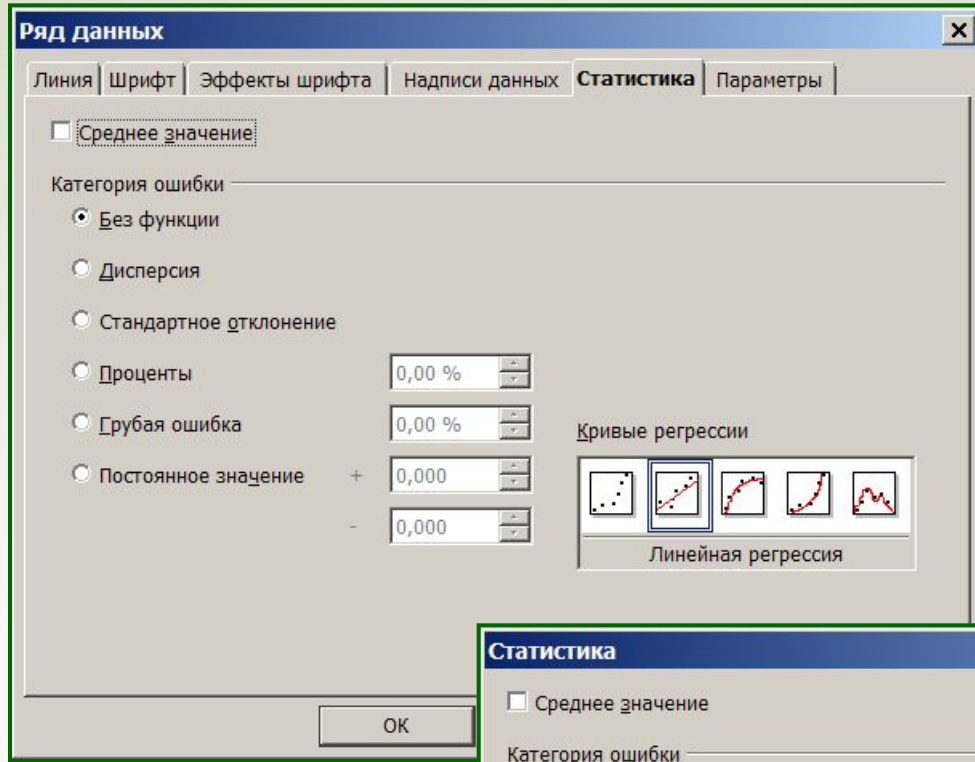 Ряд данных
Линия Шрифт Эффекты шрифта Надписи данных Статистика Параметры
Среднее значение
Категория ошибки
Без функции
Дисперсия
Стандартное отклонение
Проценты 0,00 %
Грубая ошибка 0,00 %
Кривые регрессии
Постоянное значение + 0,000
- 0,000
Линейная регрессия
ОК
Статистика
Среднее значение
Категория ошибки